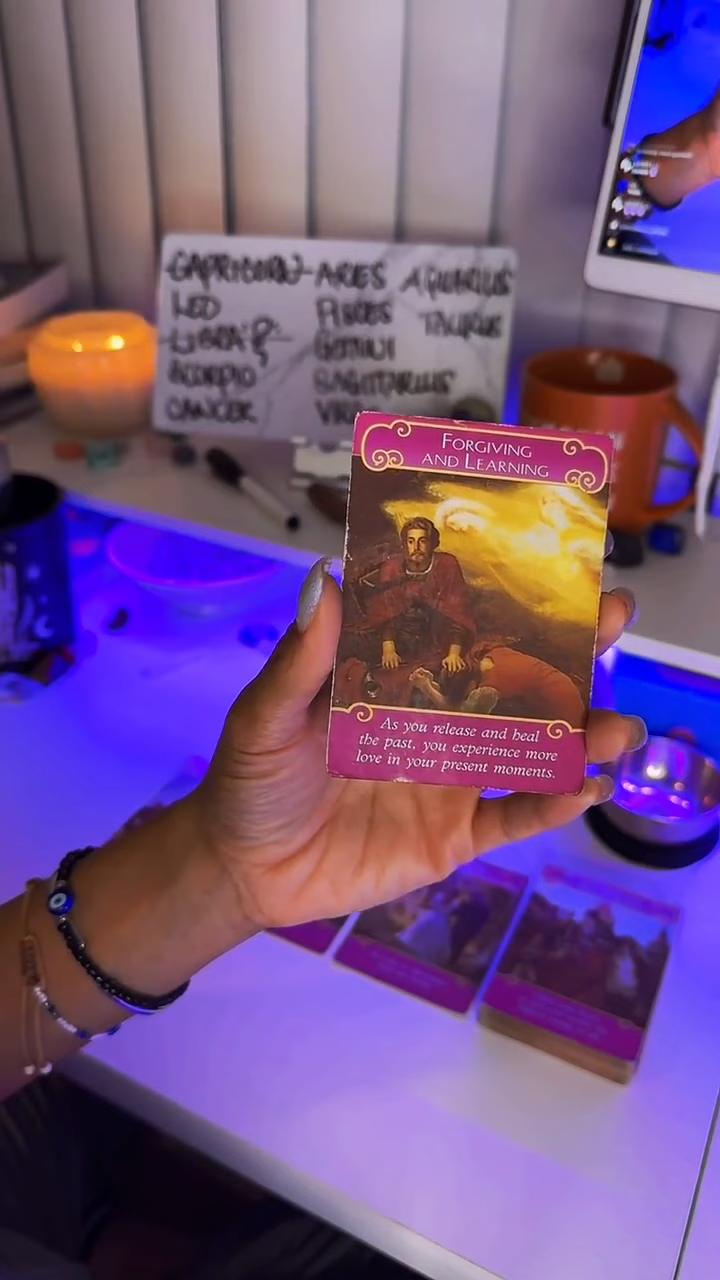 CAPRICORN ARIES AQUARIUS
LEO PISCES TAURUS
LIBRA GEMINI
SCORPIO SAGITTARIUS
CANCER
FORGIVING
AND LEARNING
As you release and heal
the past, you experience more
love in your present moments.